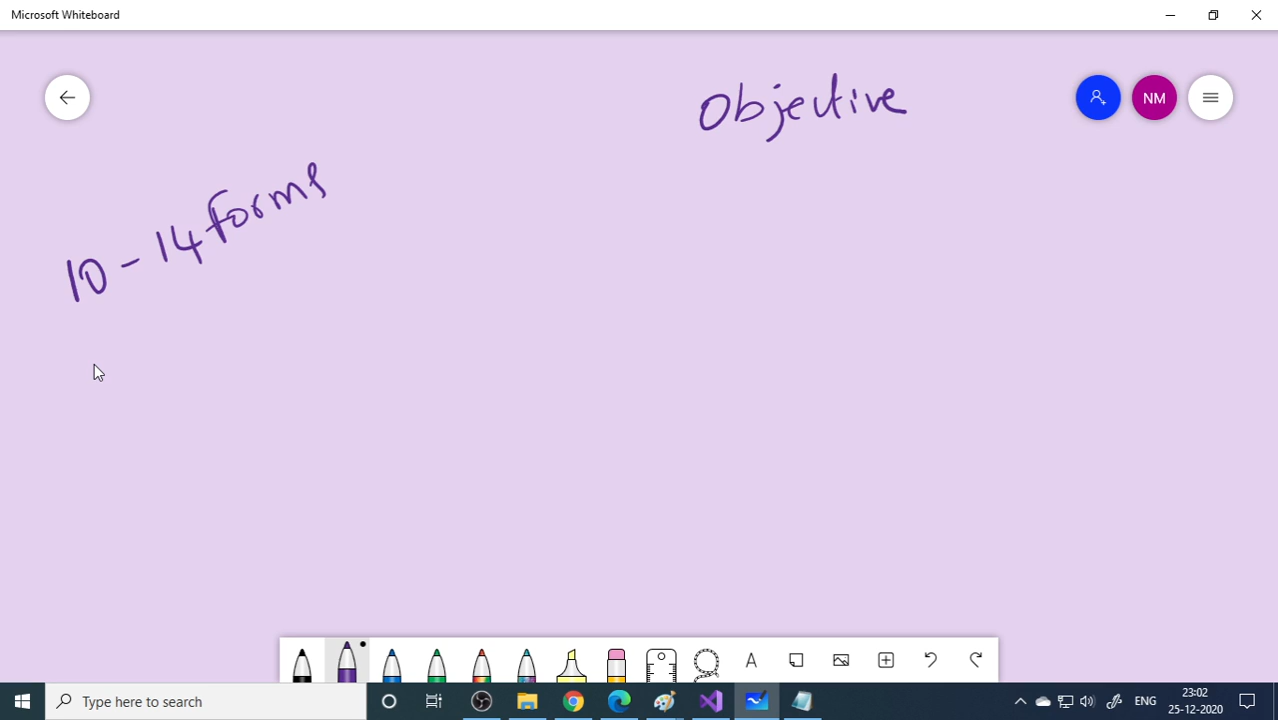 Microsoft Whiteboard
Objective
NM
10 - 14 Forms
A
Type here to search
ENG
23:02
25-12-2020